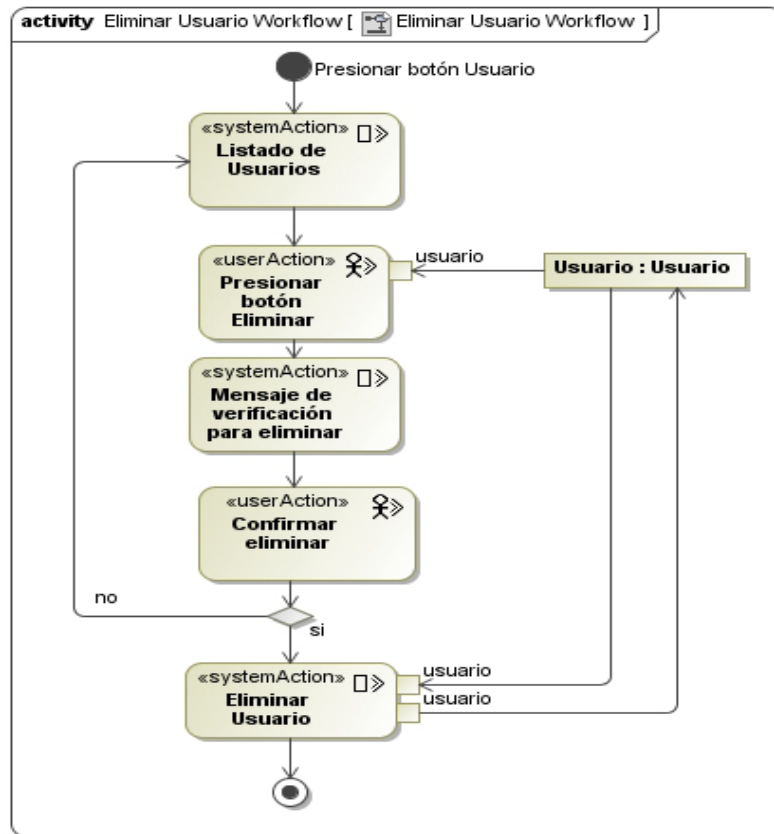 activity Eliminar Usuario Workflow [ Eliminar Usuario Workflow ]
Presionar botón Usuario
«systemAction»
Listado de
Usuarios
«userAction»
Presionar
botón
Eliminar
usuario
Usuario : Usuario
«systemAction»
Mensaje de
verificación
para eliminar
«userAction»
Confirmar
eliminar
no
si
«systemAction»
Eliminar
Usuario
usuario
usuario